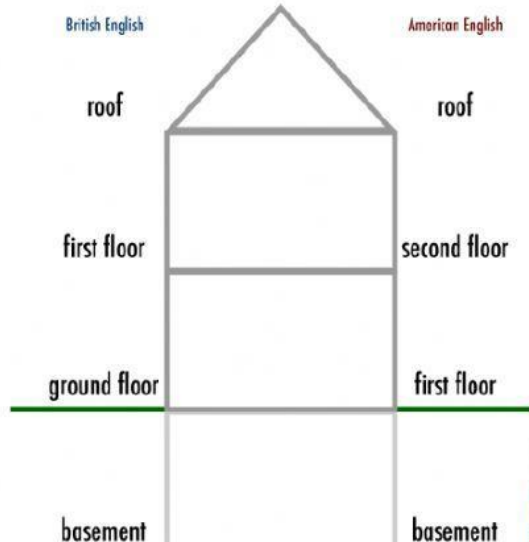 British English American English
roof roof
first floor second floor
ground floor first floor
basement basement